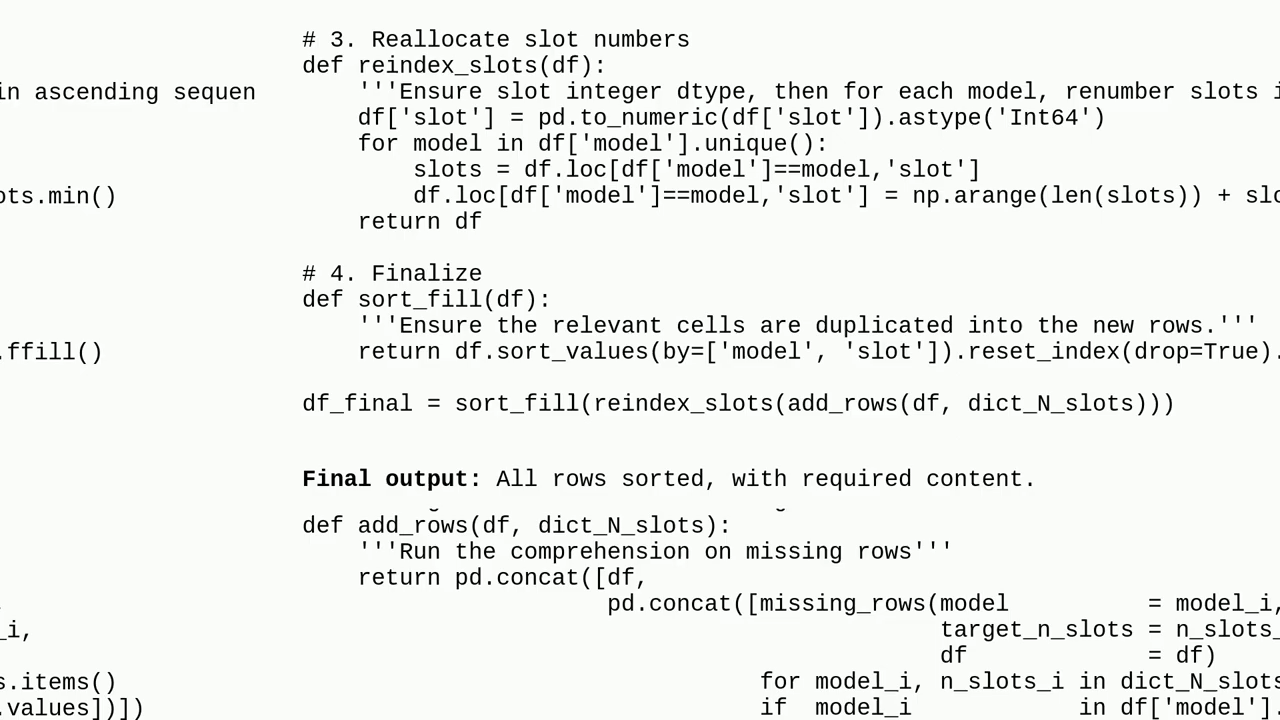 # 3. Reallocate slot numbers
def reindex_slots(df):
in ascending sequen    '''Ensure slot integer dtype, then for each model, renumber slots i
    df['slot'] = pd.to_numeric(df['slot']).astype('Int64')
    for model in df['model'].unique():
        slots = df.loc[df['model']==model,'slot']
ots.min()        df.loc[df['model']==model,'slot'] = np.arange(len(slots)) + slo
    return df
# 4. Finalize
def sort_fill(df):
    '''Ensure the relevant cells are duplicated into the new rows.'''
.ffill()    return df.sort_values(by=['model', 'slot']).reset_index(drop=True).
df_final = sort_fill(reindex_slots(add_rows(df, dict_N_slots)))
Final output: All rows sorted, with required content.
def add_rows(df, dict_N_slots):
    '''Run the comprehension on missing rows'''
    return pd.concat([df,
                      pd.concat([missing_rows(model          = model_i,
_i,                                              target_n_slots = n_slots_
                                              df             = df)
s.items()                                 for model_i, n_slots_i in dict_N_slots
.values])])                                 if  model_i            in df['model'].